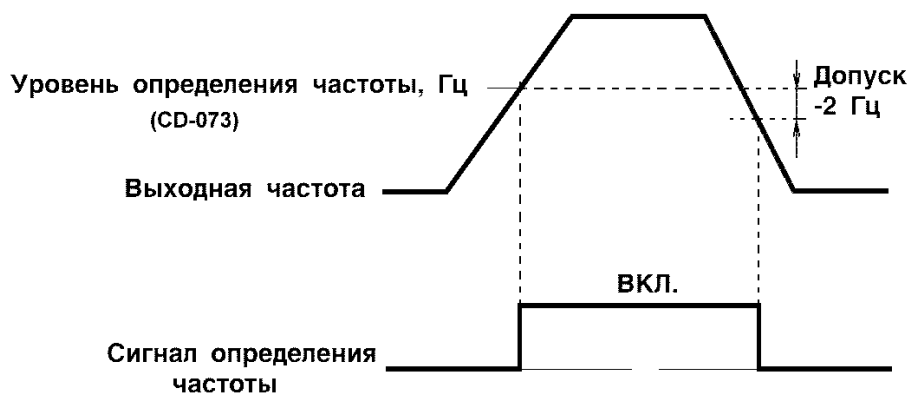 Уровень определения частоты, Гц
(CD-073)
Допуск
-2 Гц
Выходная частота
ВКЛ.
Сигнал определения
частоты